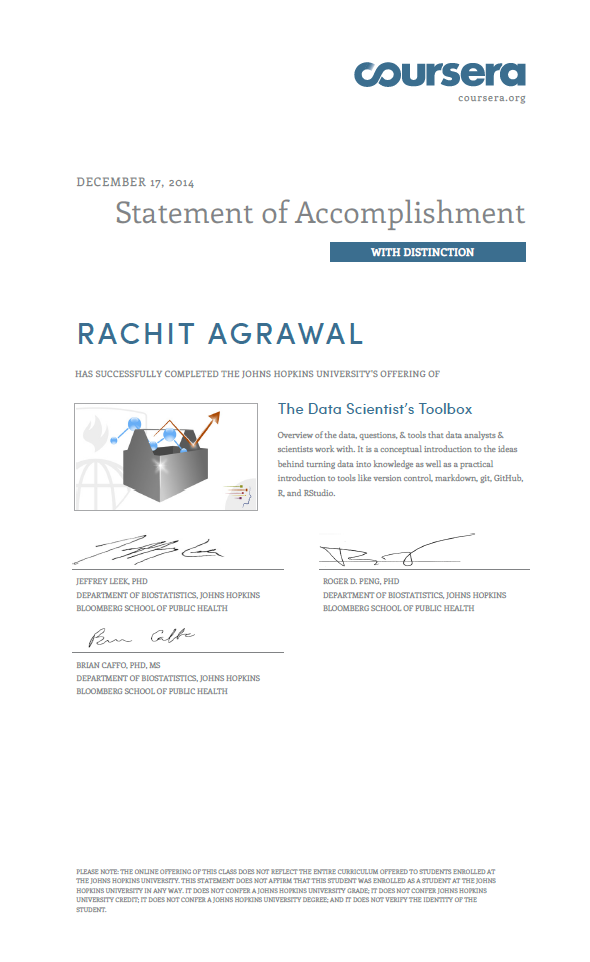 coursera
coursera.org
DECEMBER 17, 2014
Statement of Accomplishment
WITH DISTINCTION
RACHIT AGRAWAL
HAS SUCCESSFULLY COMPLETED THE JOHNS HOPKINS UNIVERSITY'S OFFERING OF
The Data Scientist's Toolbox
Overview of the data, questions, & tools that data analysts &
scientists work with. It is a conceptual introduction to the ideas
behind turning data into knowledge as well as a practical
introduction to tools like version control, markdown, git, GitHub,
R, and RStudio.
JEFFREY LEEK, PHD
DEPARTMENT OF BIOSTATISTICS, JOHNS HOPKINS
BLOOMBERG SCHOOL OF PUBLIC HEALTH
ROGER D. PENG, PHD
DEPARTMENT OF BIOSTATISTICS, JOHNS HOPKINS
BLOOMBERG SCHOOL OF PUBLIC HEALTH
Brian Caffo
BRIAN CAFFO, PHD, MS
DEPARTMENT OF BIOSTATISTICS, JOHNS HOPKINS
BLOOMBERG SCHOOL OF PUBLIC HEALTH
PLEASE NOTE: THE ONLINE OFFERING OF THIS CLASS DOES NOT REFLECT THE ENTIRE CURRICULUM OFFERED TO STUDENTS ENROLLED AT
THE JOHNS HOPKINS UNIVERSITY. THIS STATEMENT DOES NOT AFFIRM THAT THIS STUDENT WAS ENROLLED AS A STUDENT AT THE JOHNS
HOPKINS UNIVERSITY IN ANY WAY. IT DOES NOT CONFER A JOHNS HOPKINS UNIVERSITY GRADE; IT DOES NOT CONFER JOHNS HOPKINS
UNIVERSITY CREDIT; IT DOES NOT CONFER A JOHNS HOPKINS UNIVERSITY DEGREE; AND IT DOES NOT VERIFY THE IDENTITY OF THE
STUDENT.